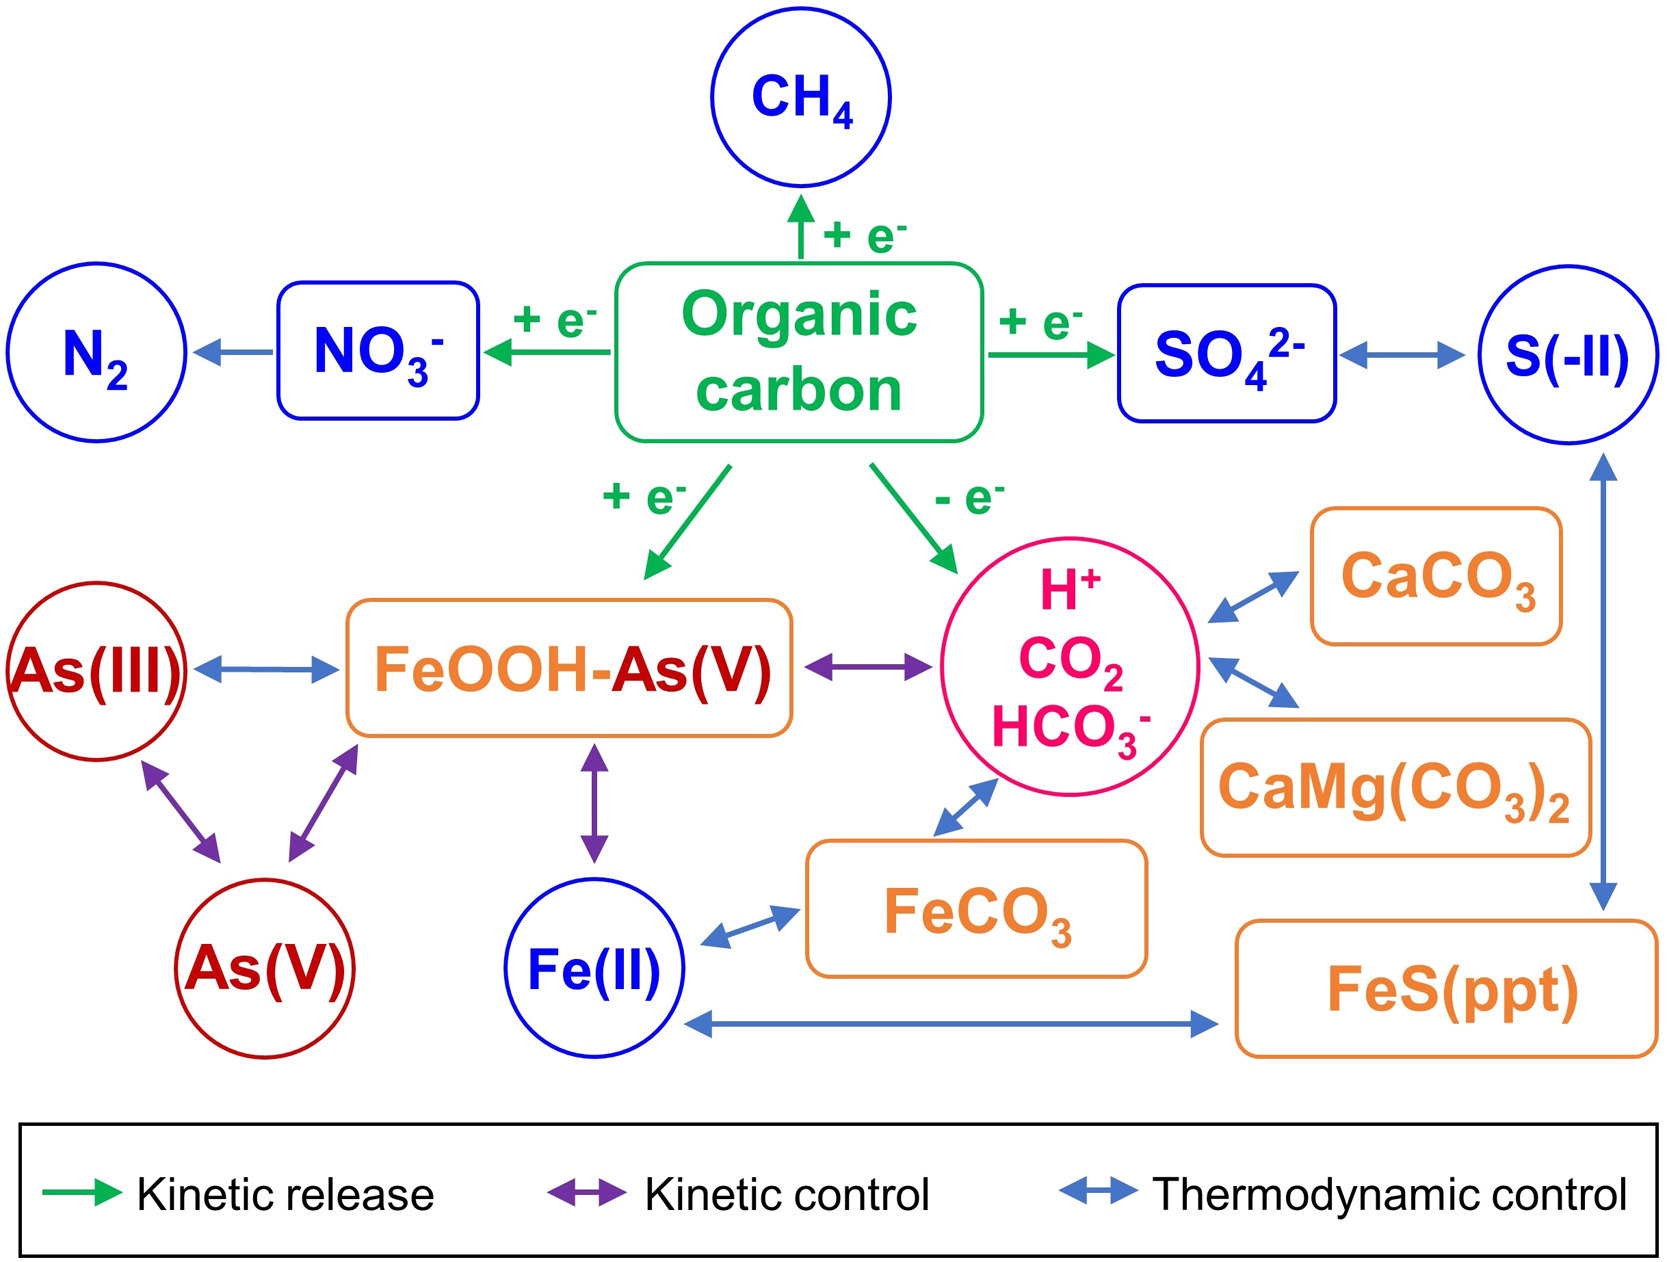 CH₄
+ e⁻
N₂
NO₃⁻
+ e⁻
Organic
carbon
+ e⁻
SO₄²⁻
S(-II)
+ e⁻
- e⁻
As(III)
FeOOH-As(V)
H⁺
CO₂
HCO₃⁻
CaCO₃
CaMg(CO₃)₂
As(V)
Fe(II)
FeCO₃
FeS(ppt)
Kinetic release
Kinetic control
Thermodynamic control